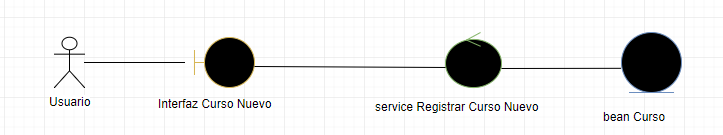 Usuario
Interfaz Curso Nuevo
service Registrar Curso Nuevo
bean Curso